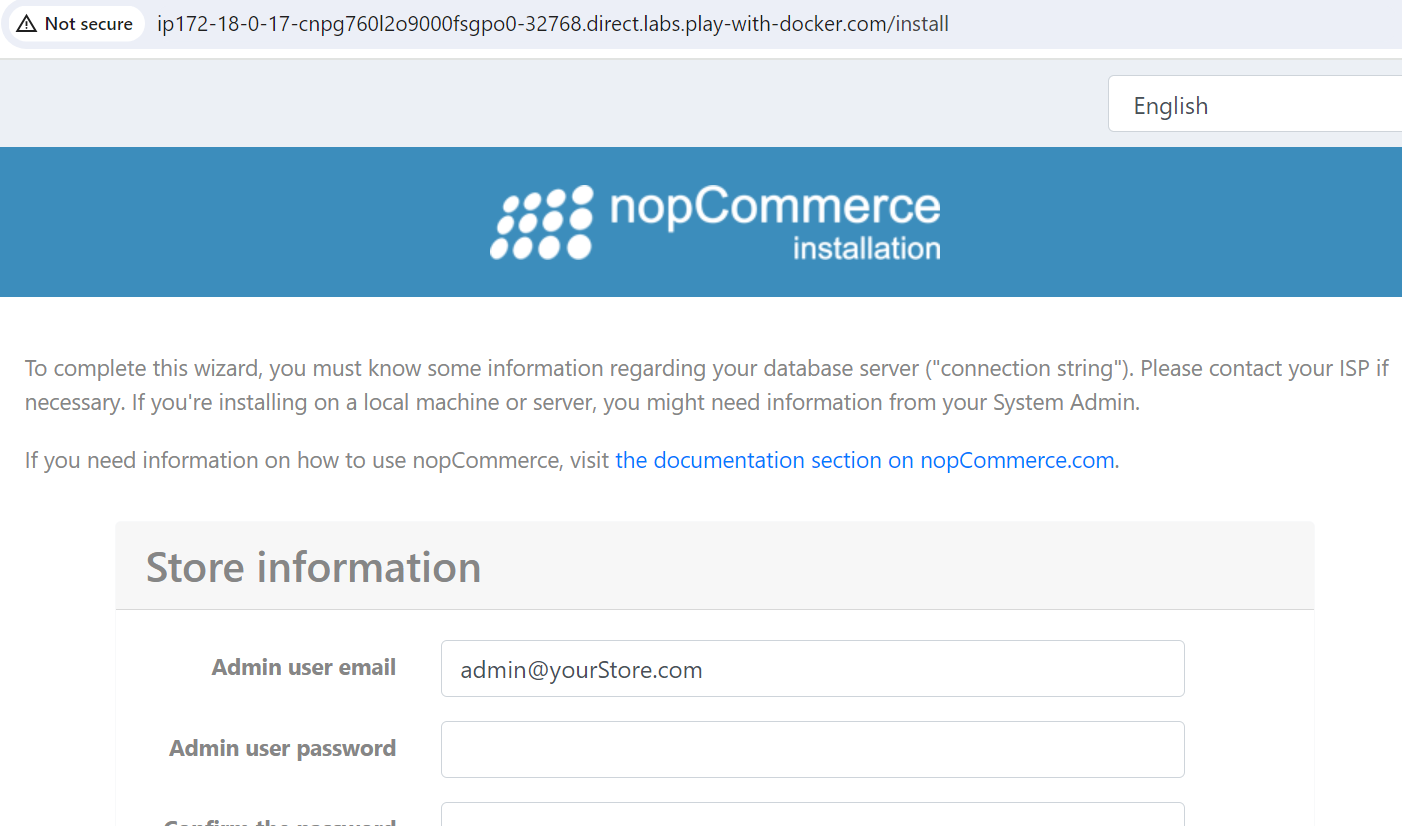 Not secure ip172-18-0-17-cnpg760l2o9000fsgpo0-32768.direct.labs.play-with-docker.com/install
English
nopCommerce
installation
To complete this wizard, you must know some information regarding your database server ("connection string"). Please contact your ISP if
necessary. If you're installing on a local machine or server, you might need information from your System Admin.
If you need information on how to use nopCommerce, visit the documentation section on nopCommerce.com.
Store information
Admin user email admin@yourStore.com
Admin user password
Confirm the password